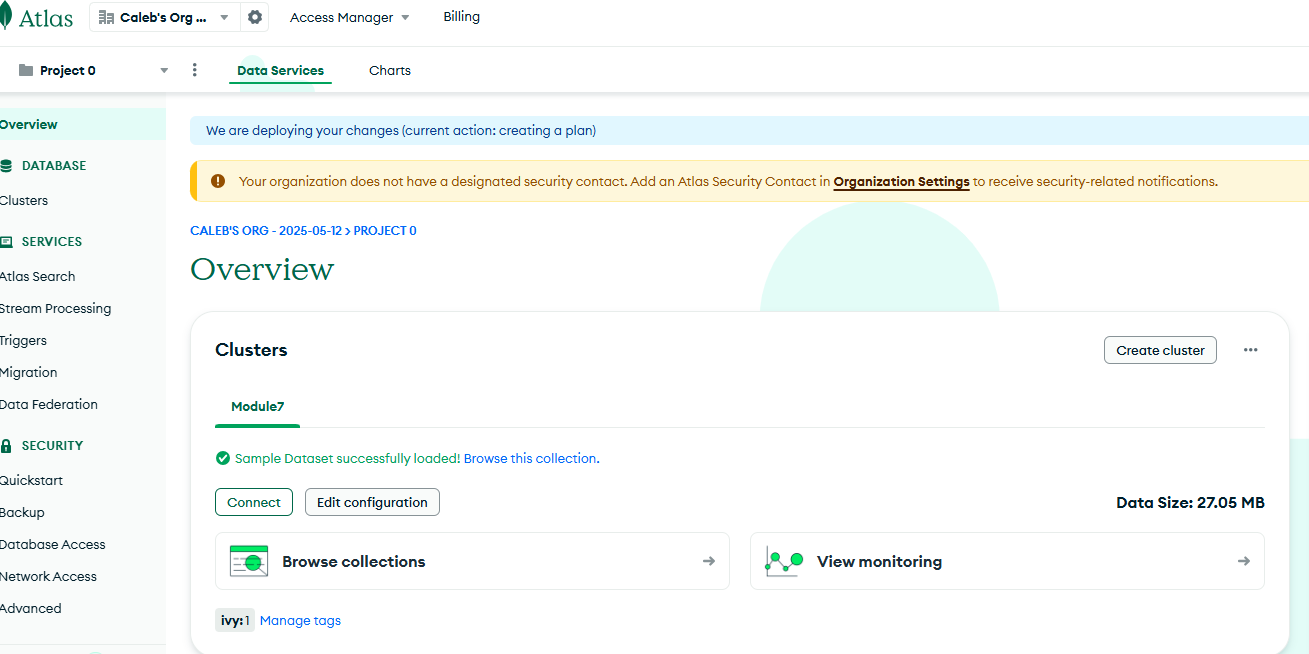 Atlas
Caleb's Org ...
Access Manager
Billing
Project 0
Data Services
Charts
Overview
DATABASE
Clusters
SERVICES
Atlas Search
Stream Processing
Triggers
Migration
Data Federation
SECURITY
Quickstart
Backup
Database Access
Network Access
Advanced
We are deploying your changes (current action: creating a plan)
Your organization does not have a designated security contact. Add an Atlas Security Contact in Organization Settings to receive security-related notifications.
CALEB'S ORG - 2025-05-12 > PROJECT 0
Overview
Clusters
Create cluster
Module7
Sample Dataset successfully loaded! Browse this collection.
Connect
Edit configuration
Data Size: 27.05 MB
Browse collections
View monitoring
ivy:1 Manage tags